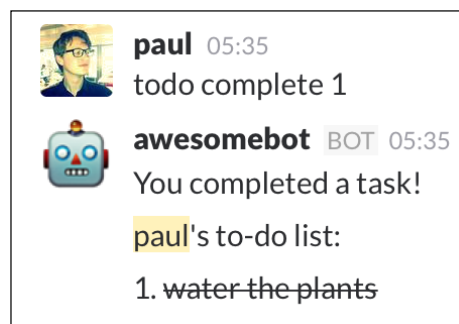 paul 05:35
todo complete 1
awesomebot BOT 05:35
You completed a task!
paul's to-do list:
1. water the plants